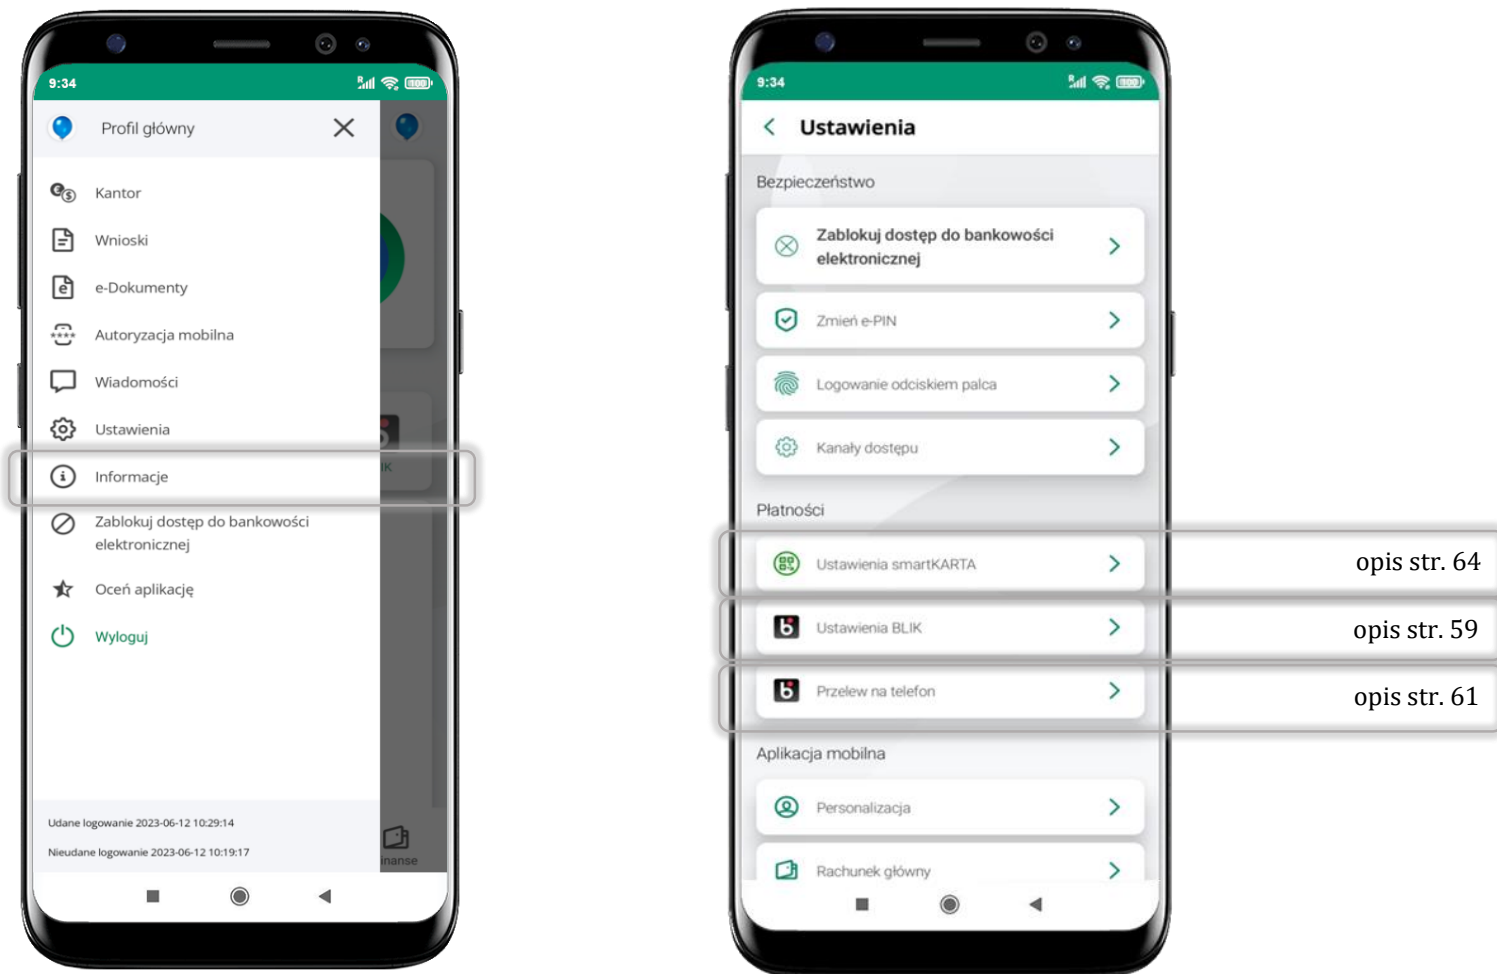 9:34
Profil główny
Kantor
Wnioski
e-Dokumenty
Autoryzacja mobilna
Wiadomości
Ustawienia
IK
Informacje
Zablokuj dostęp do bankowości
elektronicznej
Oceń aplikację
Wyloguj
Udane logowanie 2023-06-12 10:29:14
Nieudane logowanie 2023-06-12 10:19:17
inanse
9:34
Ustawienia
Bezpieczeństwo
Zablokuj dostęp do bankowości
elektronicznej
Zmień e-PIN
Logowanie odciskiem palca
Kanały dostępu
Płatności
Ustawienia smartKARTA
opis str. 64
Ustawienia BLIK
opis str. 59
Przelew na telefon
opis str. 61
Aplikacja mobilna
Personalizacja
Rachunek główny